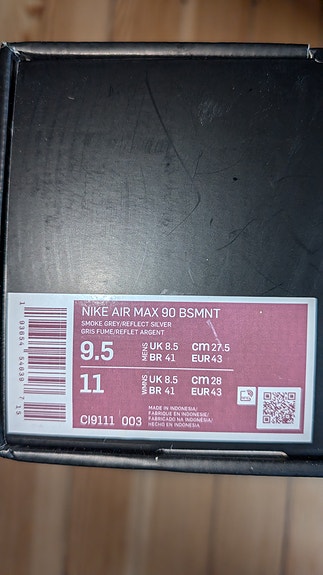 NIKE AIR MAX 90 BSMNT
SMOKE GREY/REFLECT SILVER
GRIS FUME/REFLET ARGENT
9.5 MENS UK 8.5 CM 27.5
BR 41 EUR 43
11 WMNS UK 8.5 CM 28
BR 41 EUR 43
CI9111 003
MADE IN INDONESIA/
FABRIQUE EN INDONESIE/
FABRICADO NA INDONESIA/
HECHO EN INDONESIA